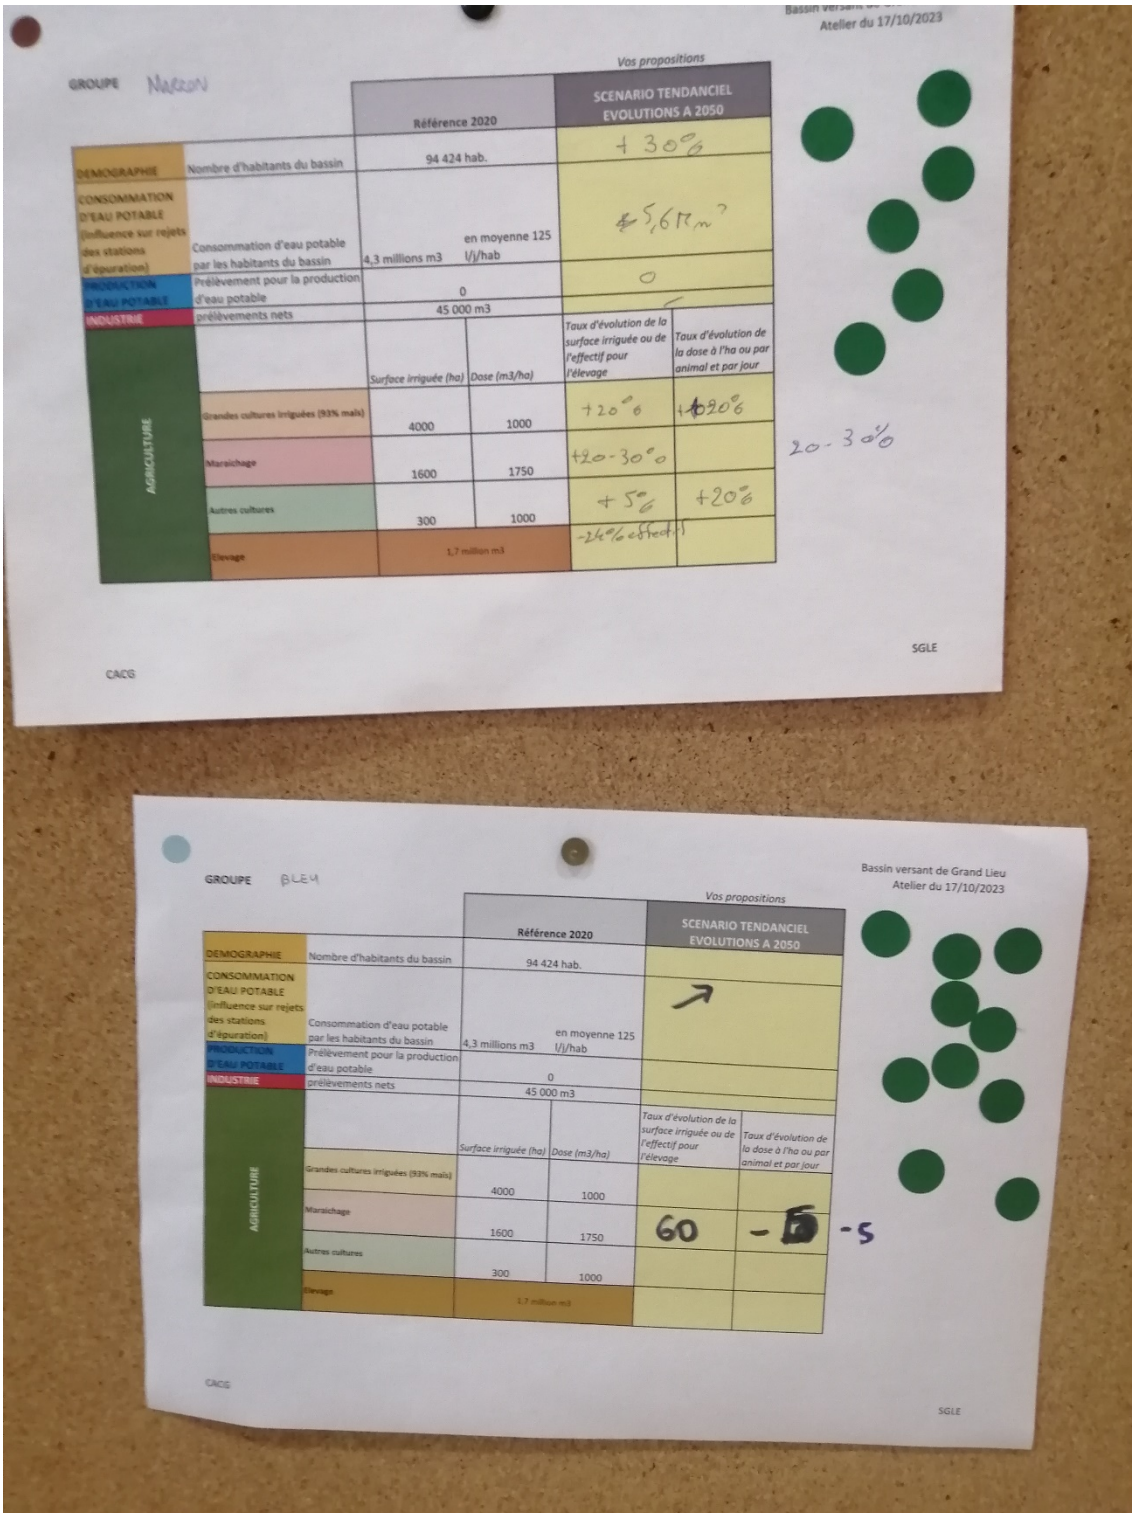 Bassin versant de Gr
Atelier du 17/10/2023
GROUPE MARRON
Vos propositions
Référence 2020
SCENARIO TENDANCIEL
EVOLUTIONS A 2050
DEMOGRAPHIE Nombre d'habitants du bassin 94 424 hab. + 30%
CONSOMMATION
D'EAU POTABLE
(influence sur rejets
des stations
d'épuration)
Consommation d'eau potable
par les habitants du bassin
4,3 millions m3
en moyenne 125
l/j/hab
5,6 Mm3
PRODUCTION
D'EAU POTABLE
Prélèvement pour la production
d'eau potable
0
0
INDUSTRIE prélèvements nets 45 000 m3
AGRICULTURE
Surface irriguée (ha) Dose (m3/ha)
Taux d'évolution de la
surface irriguée ou de
l'effectif pour
l'élevage
Taux d'évolution de
la dose à l'ha ou par
animal et par jour
Grandes cultures irriguées (93% maïs) 4000 1000 +20% +20%
Maraichage 1600 1750 +20-30%
20-30%
Autres cultures 300 1000 +5% +20%
Elevage 1,7 million m3 -24% effectif
CACG
SGLE
GROUPE BLEU
Bassin versant de Grand Lieu
Atelier du 17/10/2023
Vos propositions
Référence 2020
SCENARIO TENDANCIEL
EVOLUTIONS A 2050
DEMOGRAPHIE Nombre d'habitants du bassin 94 424 hab.
CONSOMMATION
D'EAU POTABLE
(influence sur rejets
des stations
d'épuration)
Consommation d'eau potable
par les habitants du bassin
4,3 millions m3
en moyenne 125
l/j/hab
PRODUCTION
D'EAU POTABLE
Prélèvement pour la production
d'eau potable
0
INDUSTRIE prélèvements nets 45 000 m3
AGRICULTURE
Surface irriguée (ha) Dose (m3/ha)
Taux d'évolution de la
surface irriguée ou de
l'effectif pour
l'élevage
Taux d'évolution de
la dose à l'ha ou par
animal et par jour
Grandes cultures irriguées (93% maïs) 4000 1000
Maraichage 1600 1750 60 - -5
Autres cultures 300 1000
Elevage 1,7 million m3
CACG
SGLE